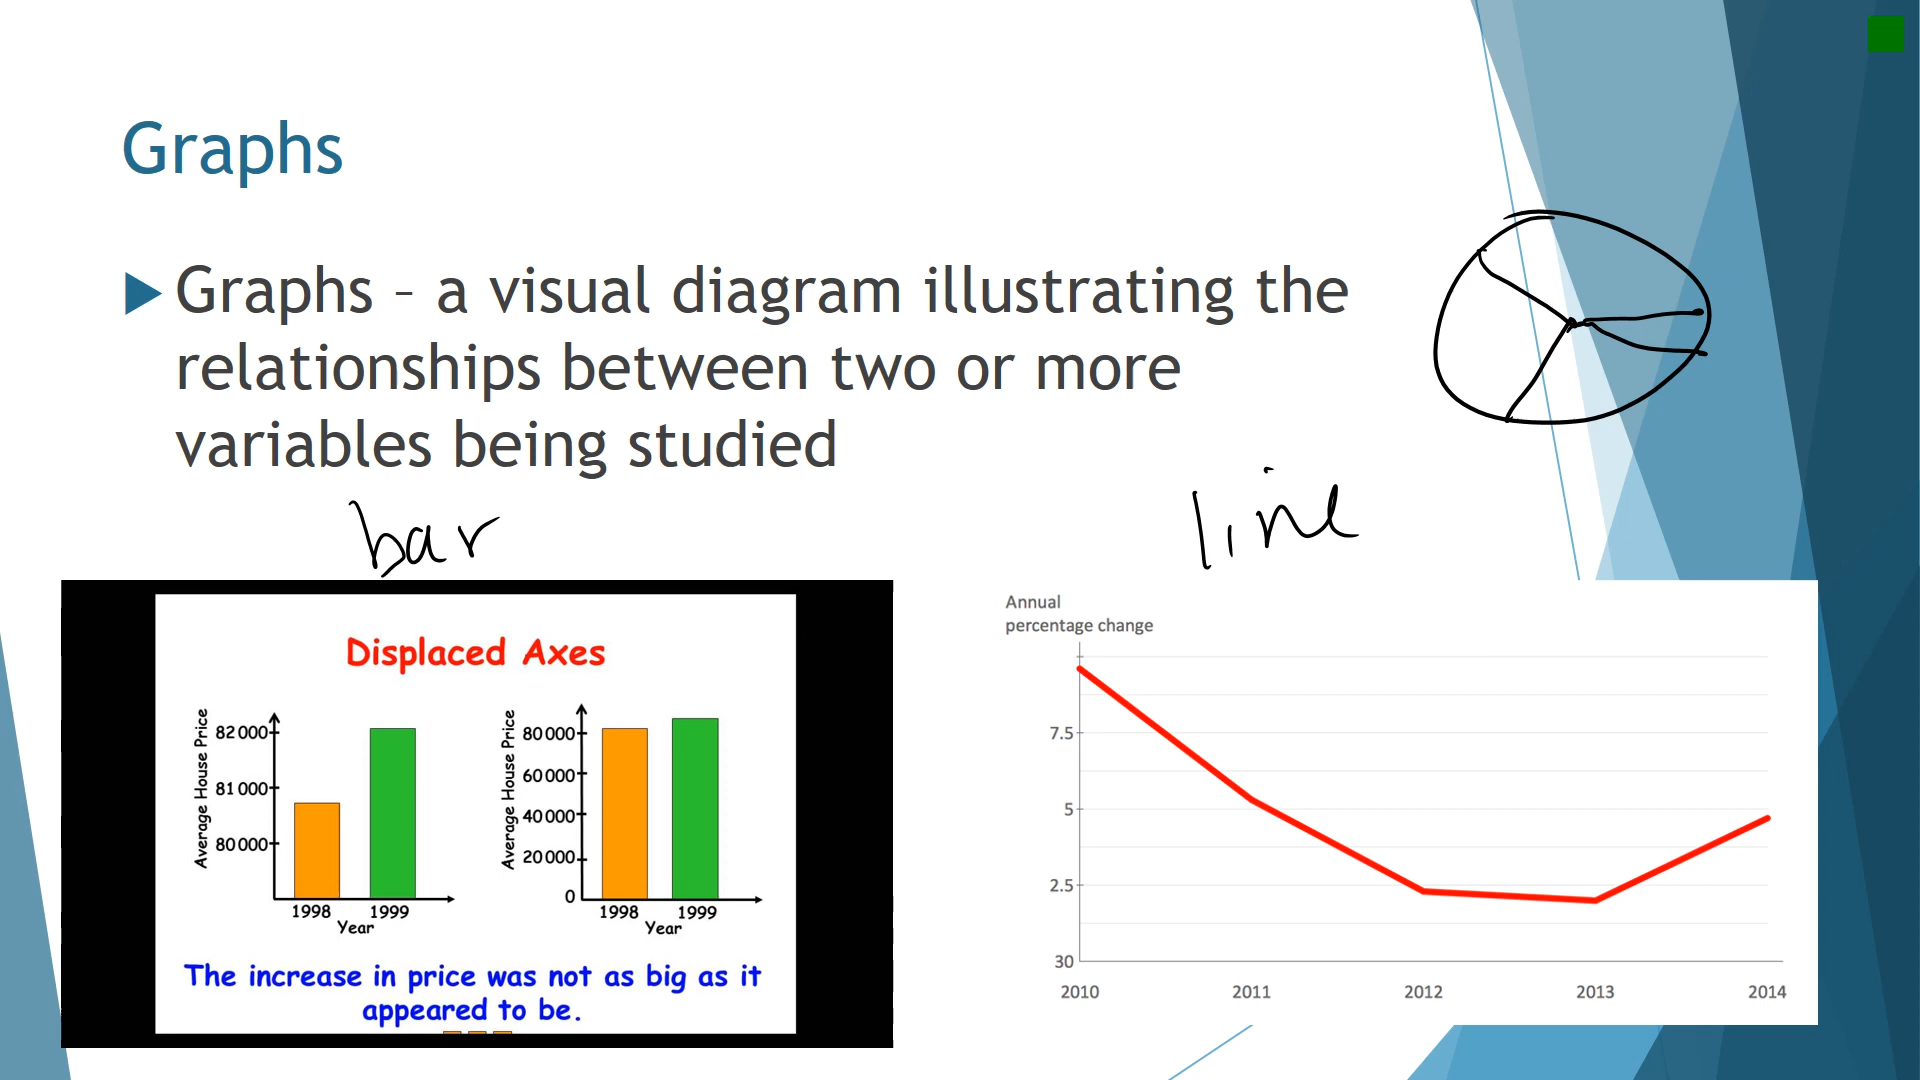 Graphs
Graphs – a visual diagram illustrating the
relationships between two or more
variables being studied
bar
line
Displaced Axes
Average House Price
82 000
81 000
80 000
1998 1999
Year
Average House Price
80 000
60 000
40 000
20 000
0
1998 1999
Year
The increase in price was not as big as it
appeared to be.
Annual
percentage change
7.5
5
2.5
30
2010 2011 2012 2013 2014